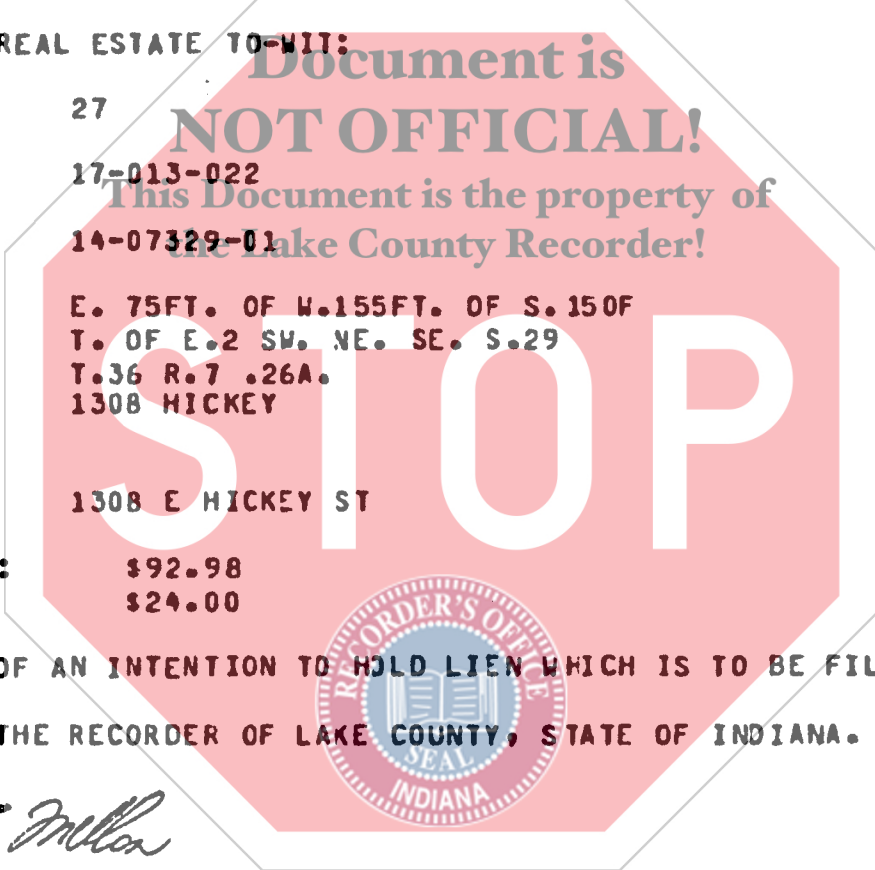 REAL ESTATE TO-WIT:
Document is
27
NOT OFFICIAL!
17-013-022
This Document is the property of
14-07329-01
the Lake County Recorder!
E. 75FT. OF W.155FT. OF S.150F
T. OF E.2 SW. NE. SE. S.29
T.36 R.7 .26A.
1308 HICKEY
STOP
1308 E HICKEY ST
: $92.98
$24.00
RECORDER'S OFFICE
OF AN INTENTION TO HOLD LIEN WHICH IS TO BE FIL
THE RECORDER OF LAKE COUNTY, STATE OF INDIANA.
SEAL
INDIANA